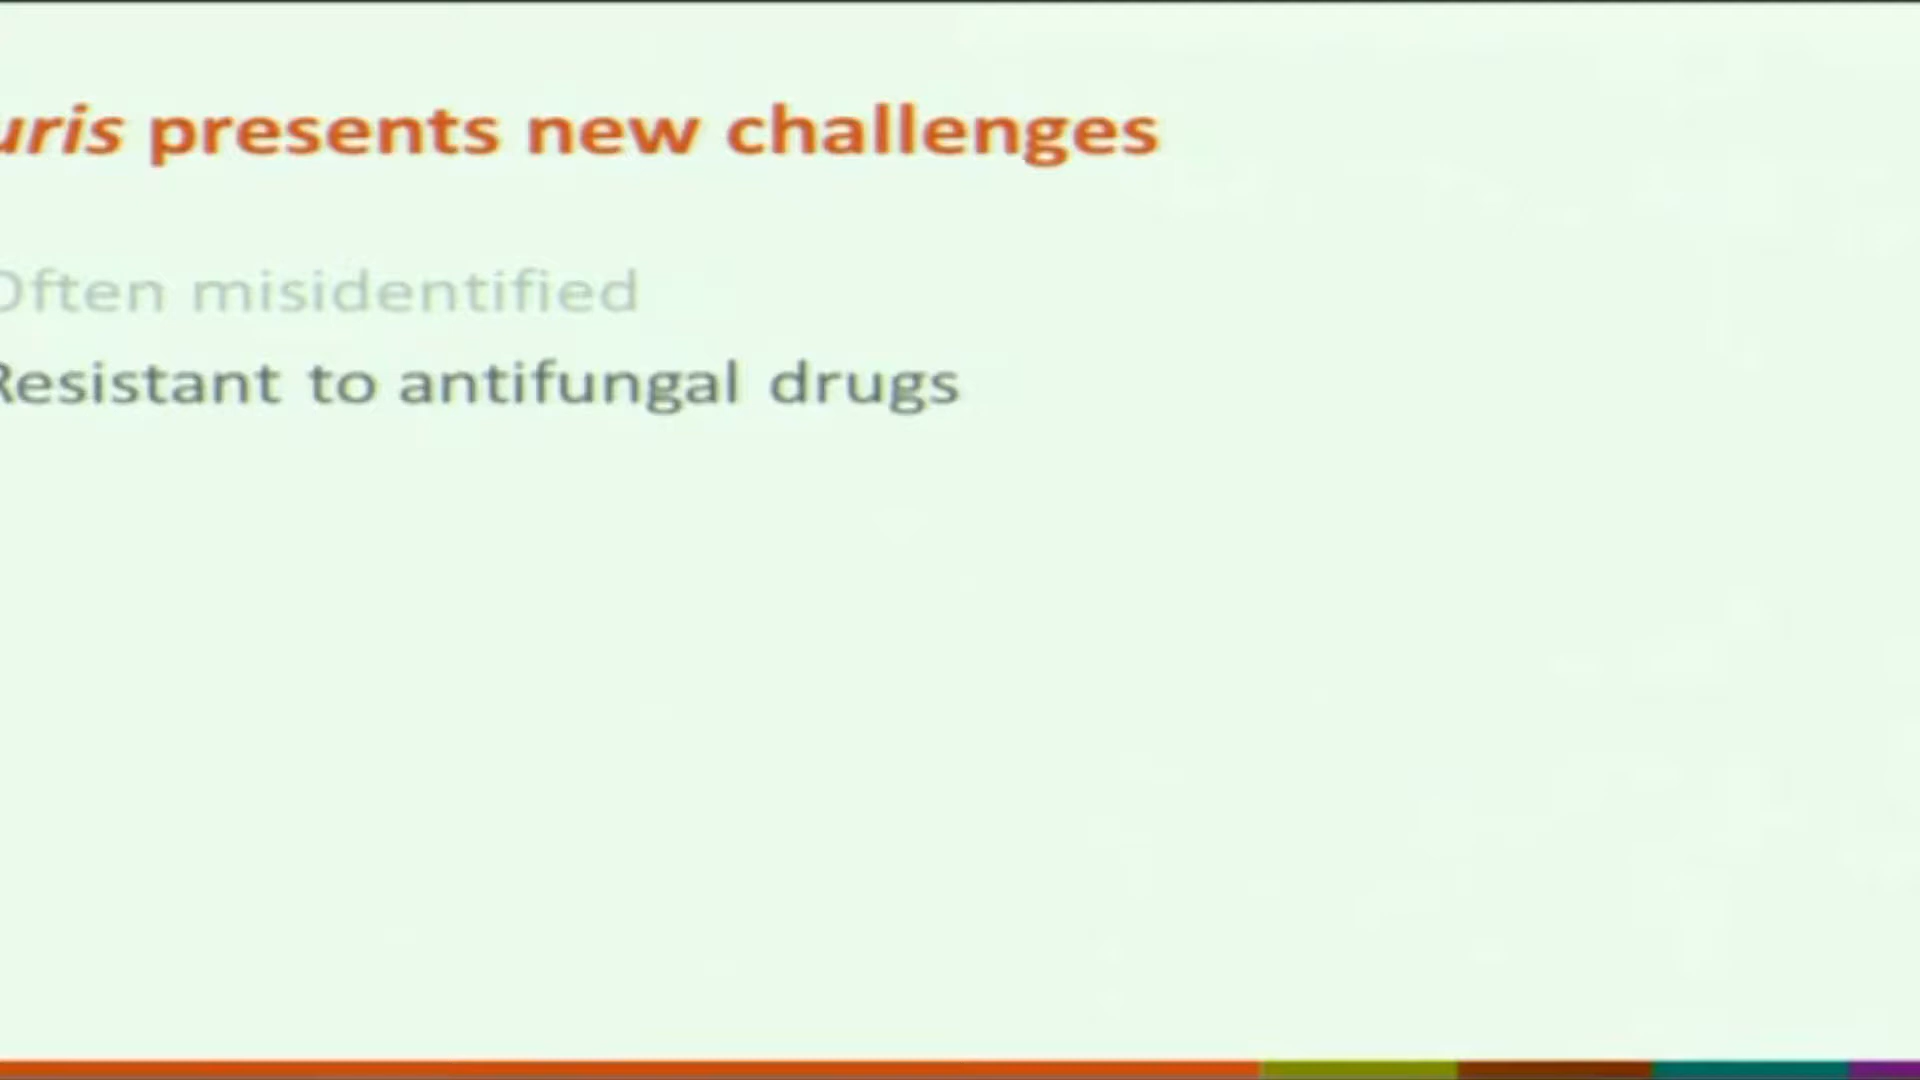 uris presents new challenges
Often misidentified
Resistant to antifungal drugs